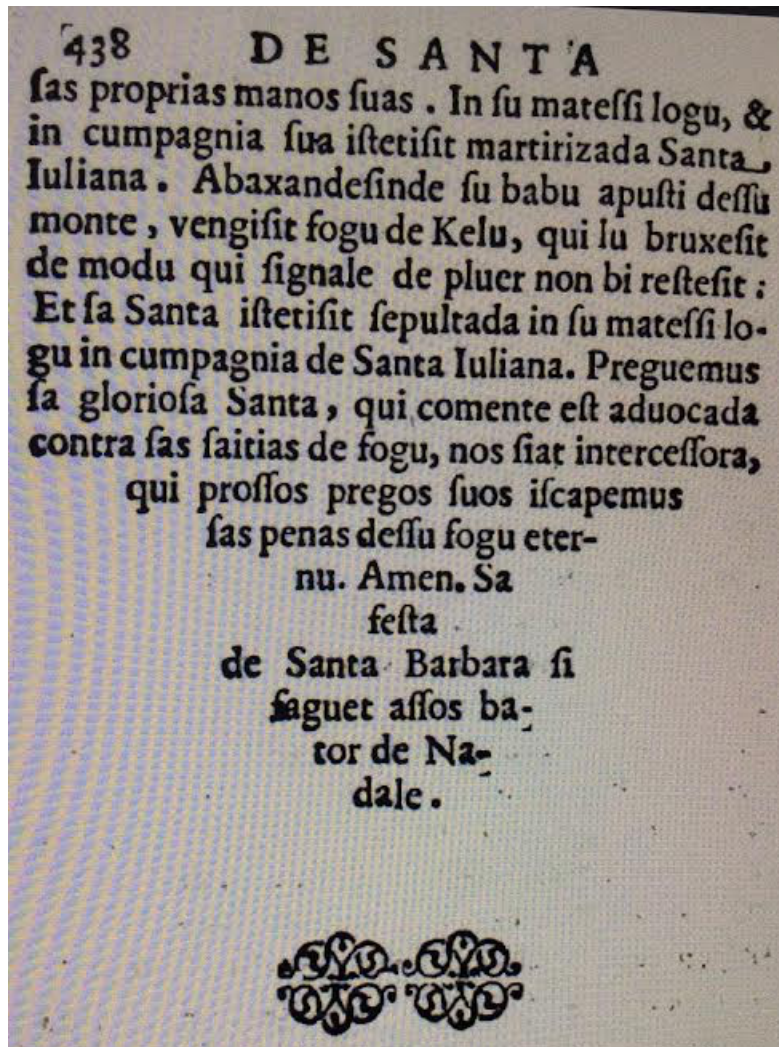 438 DE SANTA
ſas proprias manos ſuas . In ſu mateſſi logu, &
in cumpagnia ſua iſtetiſit martirizada Santa
Iuliana . Abaxandeſinde ſu babu apuſti deſſu
monte , vengiſit fogu de Kelu, qui lu bruxeſit
de modu qui ſignale de pluer non bi reſteſit :
Et ſa Santa iſtetiſit ſepultada in ſu mateſſi lo-
gu in cumpagnia de Santa Iuliana. Preguemus
ſa glorioſa Santa , qui comente eſt aduocada
contra ſas ſaitias de fogu, nos ſiat interceſſora,
qui proſſos pregos ſuos iſcapemus
ſas penas deſſu fogu eter-
nu. Amen. Sa
feſta
de Santa Barbara ſi
faguet aſſos ba-
tor de Na-
dale .